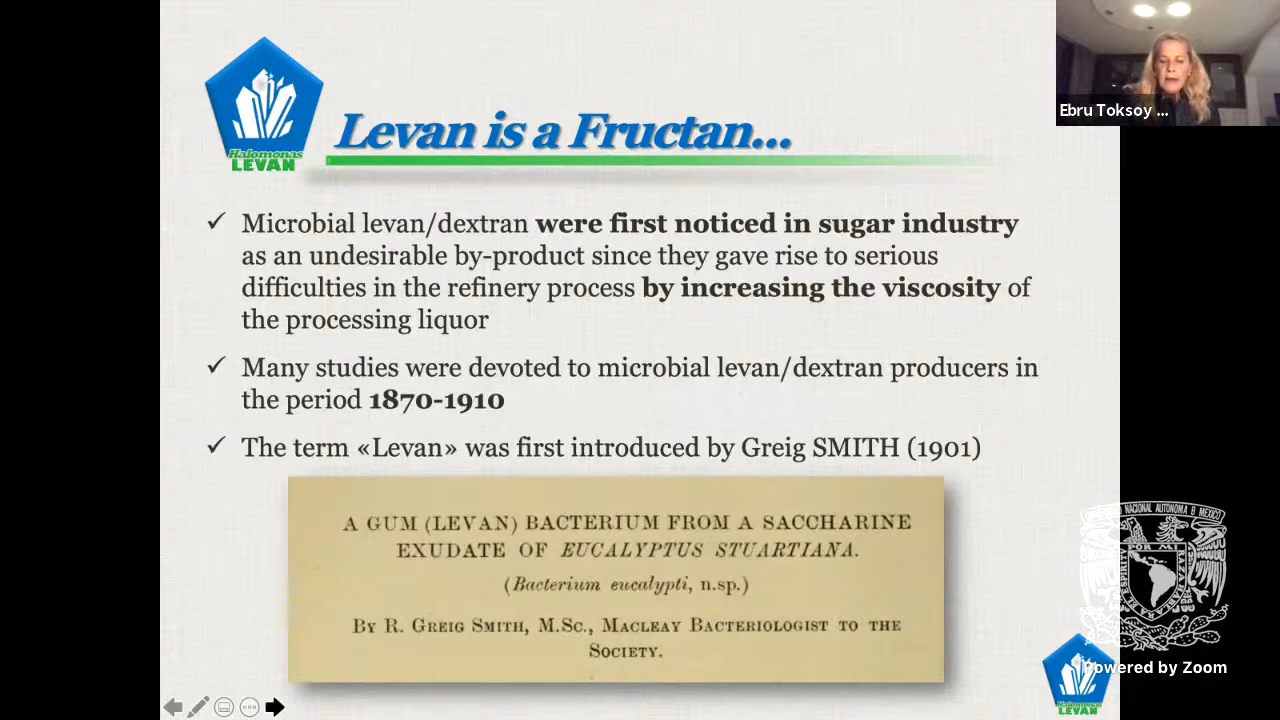 Ebru Toksoy ...
Halomonas
LEVAN
Levan is a Fructan...
✓ Microbial levan/dextran were first noticed in sugar industry
as an undesirable by-product since they gave rise to serious
difficulties in the refinery process by increasing the viscosity of
the processing liquor
✓ Many studies were devoted to microbial levan/dextran producers in
the period 1870-1910
✓ The term «Levan» was first introduced by Greig SMITH (1901)
A GUM (LEVAN) BACTERIUM FROM A SACCHARINE
EXUDATE OF EUCALYPTUS STUARTIANA.
(Bacterium eucalypti, n.sp.)
By R. Greig Smith, M.Sc., Macleay Bacteriologist to the
Society.
Powered by Zoom
Halomonas
LEVAN